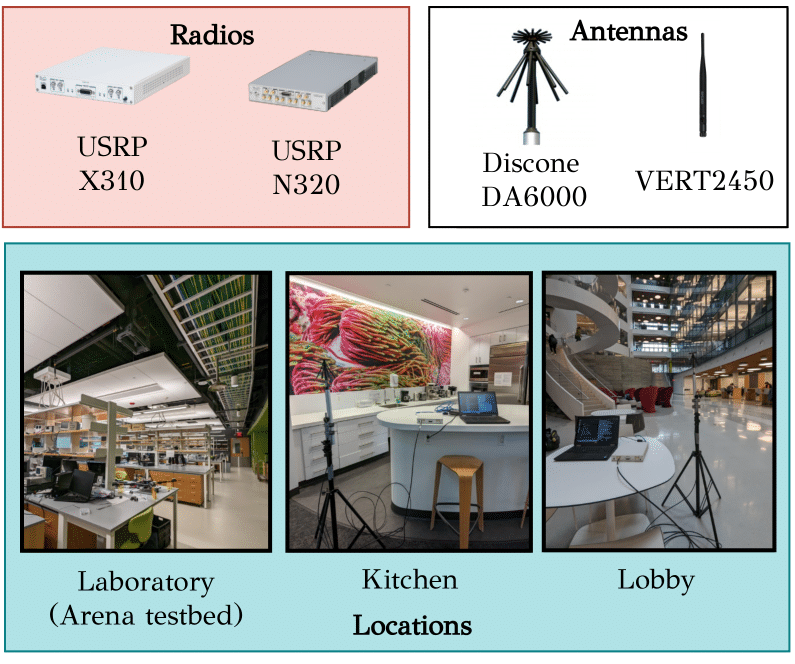 Radios
USRP
X310
USRP
N320
Antennas
Discone
DA6000
VERT2450
Laboratory
(Arena testbed)
Kitchen
Lobby
Locations